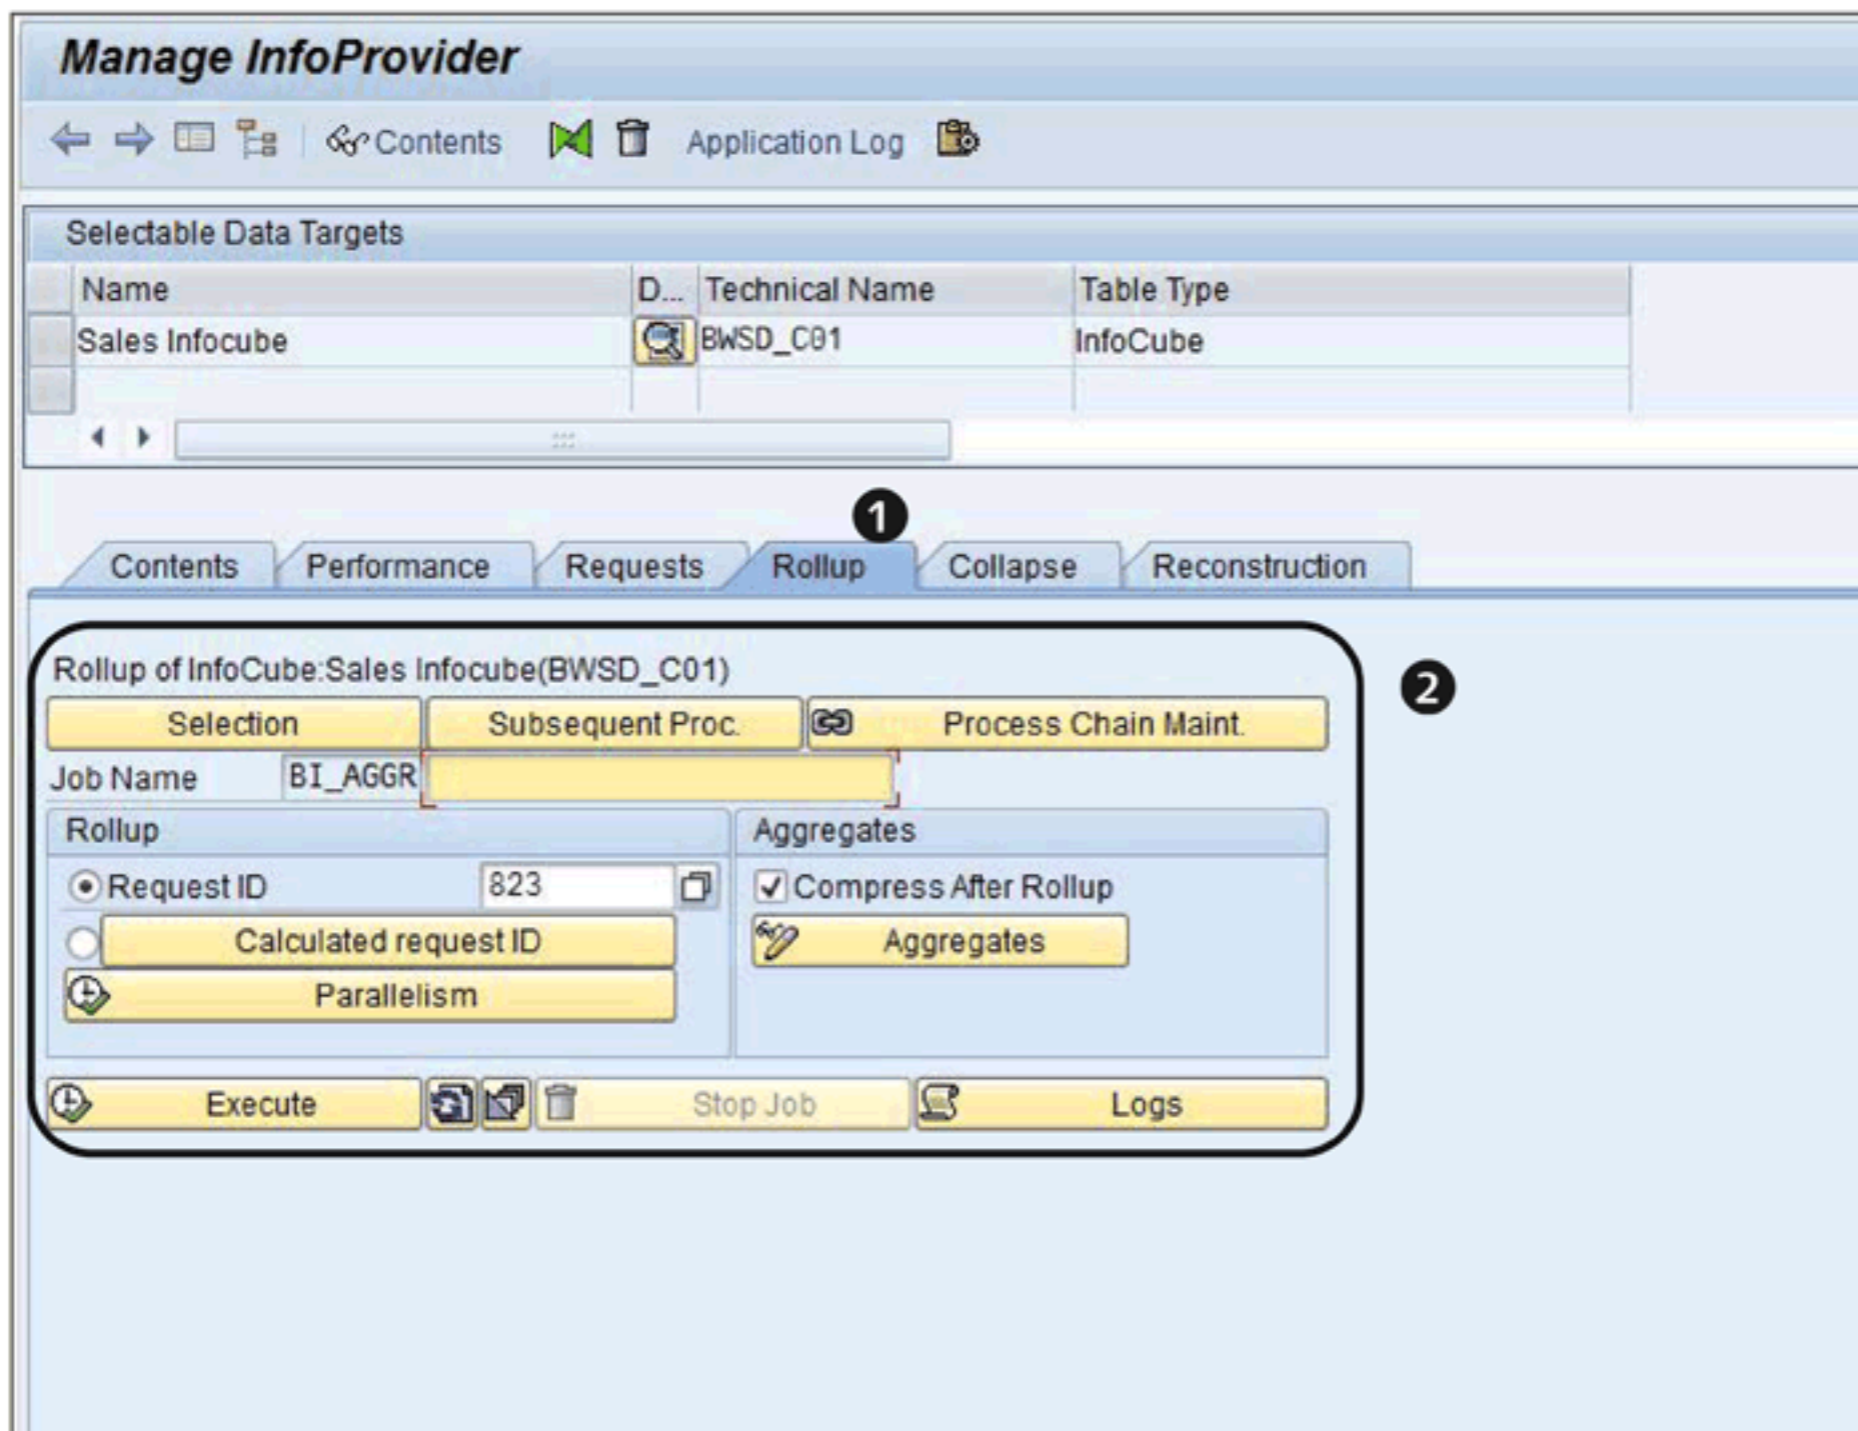 Manage InfoProvider
Contents Application Log
Selectable Data Targets
Name D... Technical Name Table Type
Sales Infocube BWSD_C01 InfoCube
1
Contents Performance Requests Rollup Collapse Reconstruction
Rollup of InfoCube:Sales Infocube(BWSD_C01)
2
Selection Subsequent Proc. Process Chain Maint.
Job Name BI_AGGR
Rollup Aggregates
Request ID 823 Compress After Rollup
Calculated request ID Aggregates
Parallelism
Execute Stop Job Logs